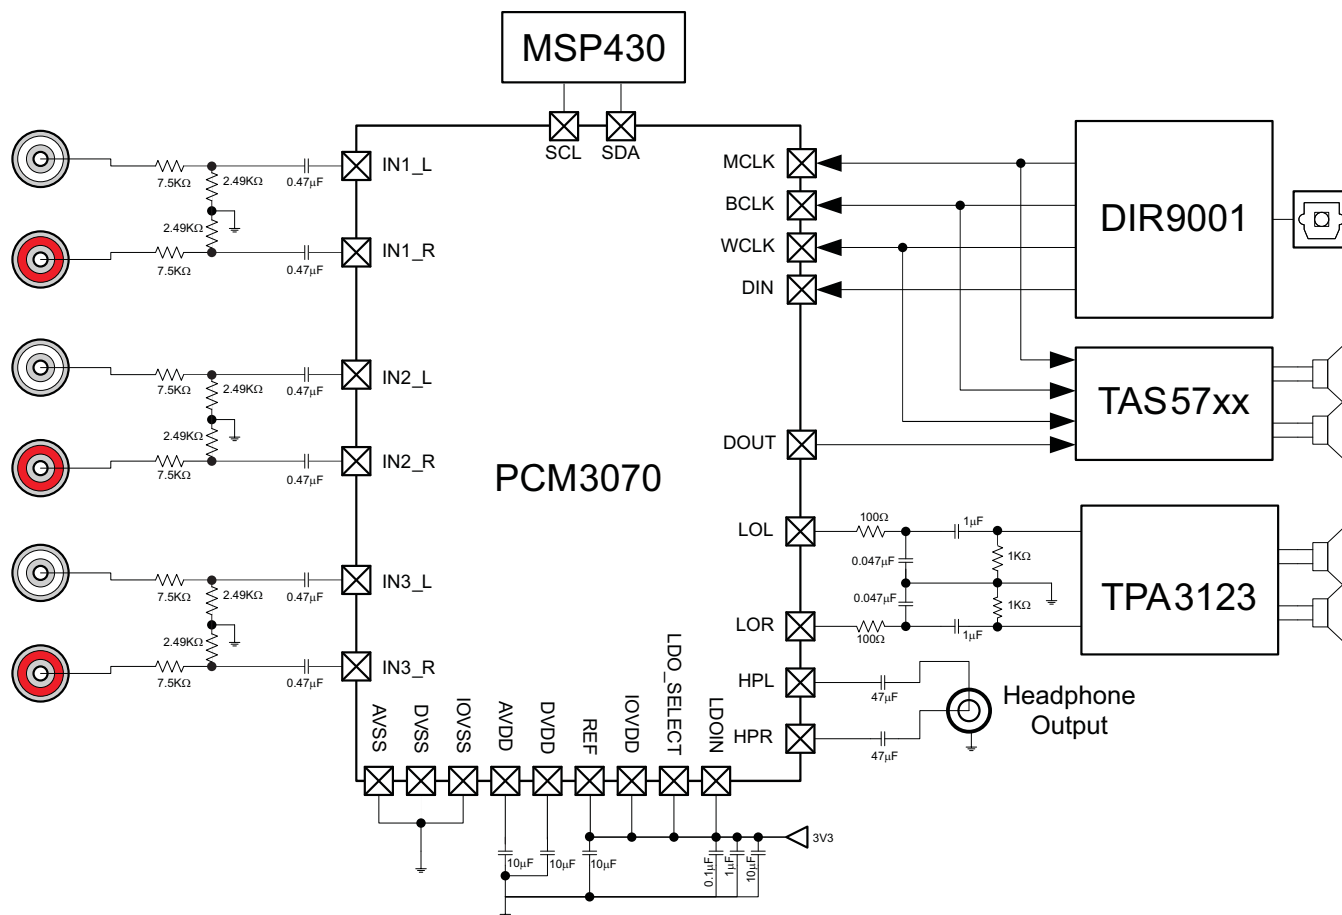 MSP430
SCL
SDA
7.5KΩ
2.49KΩ
0.47µF
IN1_L
2.49KΩ
7.5KΩ
0.47µF
IN1_R
7.5KΩ
2.49KΩ
0.47µF
IN2_L
2.49KΩ
7.5KΩ
0.47µF
IN2_R
7.5KΩ
2.49KΩ
0.47µF
IN3_L
2.49KΩ
7.5KΩ
0.47µF
IN3_R
PCM3070
MCLK
BCLK
WCLK
DIN
DOUT
LOL
LOR
HPL
HPR
DIR9001
TAS57xx
TPA3123
100Ω
1µF
0.047µF
1KΩ
0.047µF
1KΩ
100Ω
1µF
47µF
47µF
Headphone
Output
AVSS
DVSS
IOVSS
AVDD
DVDD
REF
IOVDD
LDO_SELECT
LDOIN
3V3
10µF
10µF
10µF
0.1µF
1µF
10µF